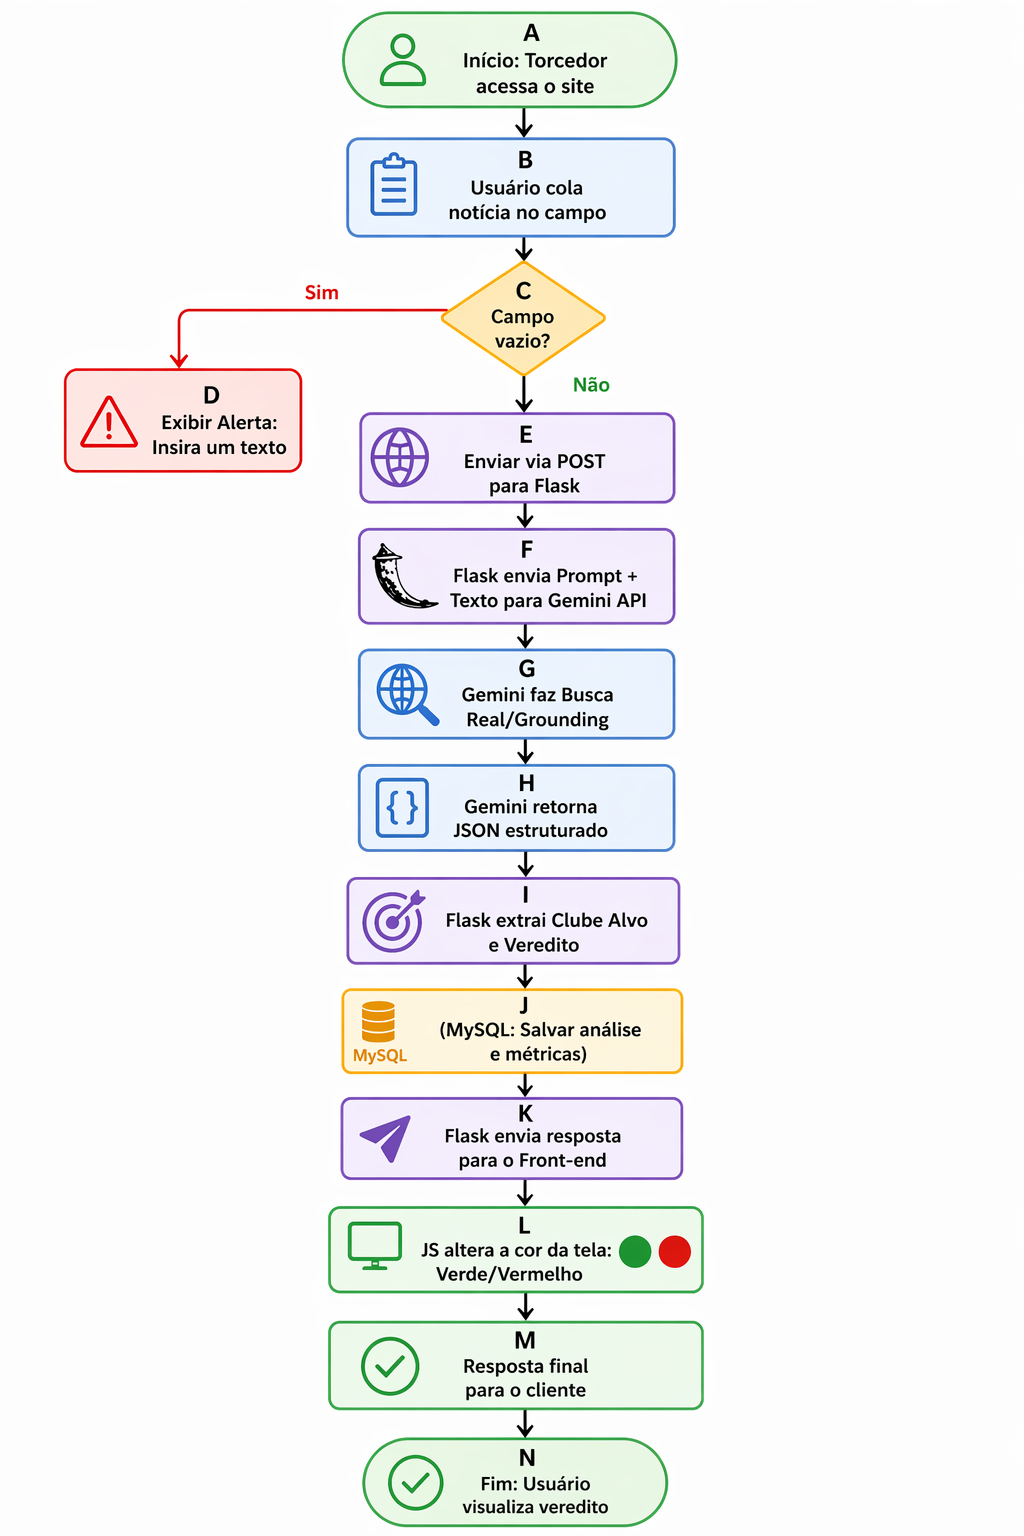 A
Início: Torcedor
acessa o site
B
Usuário cola
notícia no campo
C
Campo
vazio?
Sim
Não
D
Exibir Alerta:
Insira um texto
E
Enviar via POST
para Flask
F
Flask envia Prompt +
Texto para Gemini API
G
Gemini faz Busca
Real/Grounding
H
{ }
Gemini retorna
JSON estruturado
I
Flask extrai Clube Alvo
e Veredito
J
(MySQL: Salvar análise
e métricas)
MySQL
K
Flask envia resposta
para o Front-end
L
JS altera a cor da tela:
Verde/Vermelho
M
Resposta final
para o cliente
N
Fim: Usuário
visualiza veredito